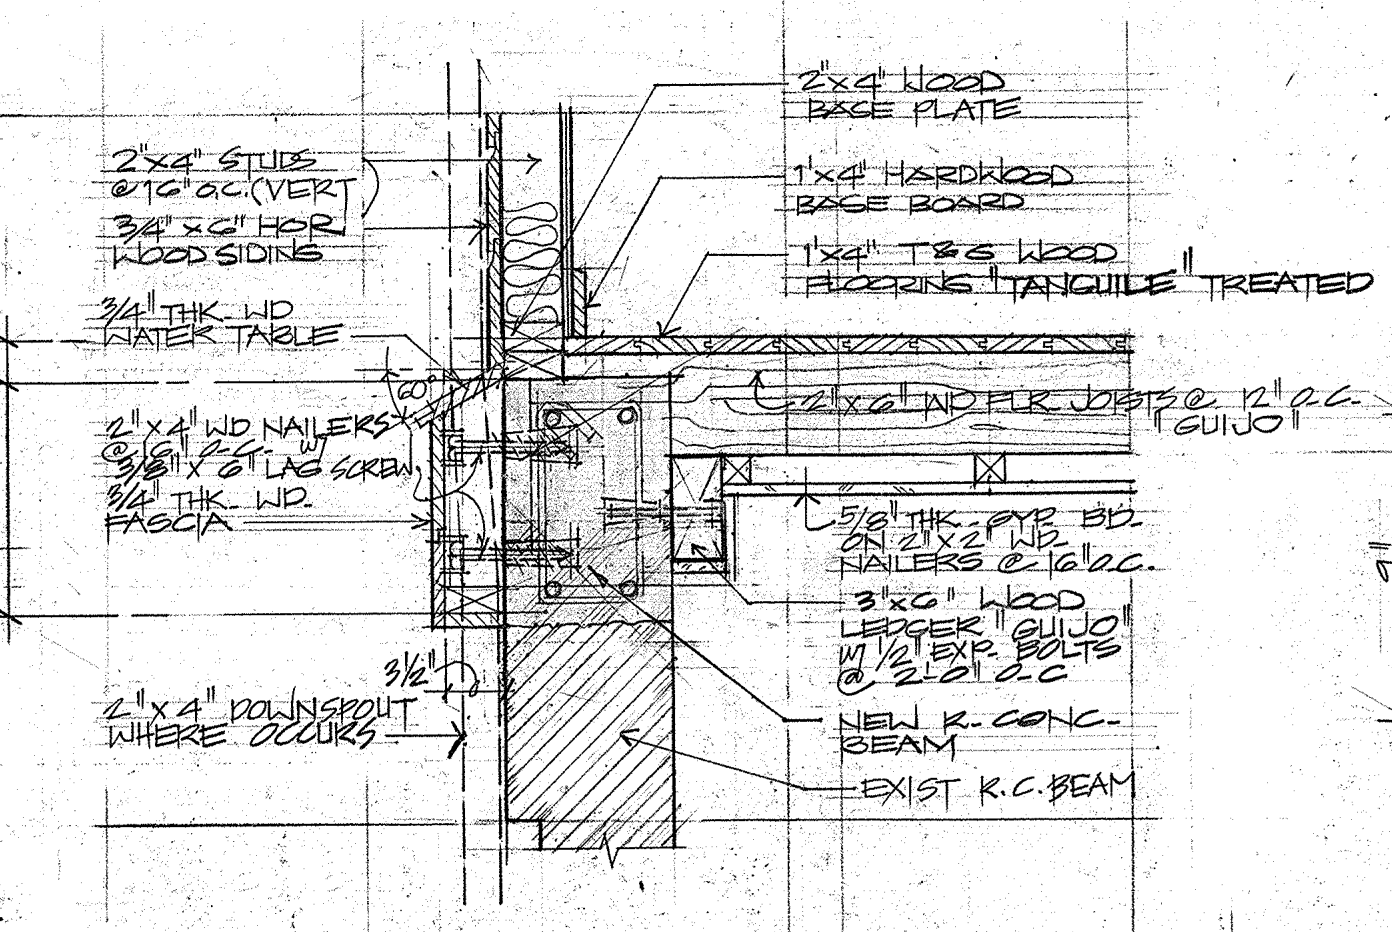 2"x4" STUDS
@ 16" O.C. (VERT
3/4" x 6" HOR
WOOD SIDING
3/4" THK. WD
WATER TABLE
60°
2" x 4" WD NAILERS
@ 16" O.C. W/
3/8" x 6" LAG SCREW
3/4" THK. WD.
FASCIA
3 1/2"
2" x 4" DOWNSPOUT
WHERE OCCURS
2"x4" WOOD
BASE PLATE
1"x4" HARDWOOD
BASE BOARD
1"x4" T & G WOOD
FLOORING "TANGUILE" TREATED
2"x6" WD FLR. JOISTS @ 12" O.C.
"GUIJO"
5/8" THK. GYP. BD.
ON 2"x2" WD.
NAILERS @ 16" O.C.
3"x6" WOOD
LEDGER "GUIJO"
W/ 1/2" EXP. BOLTS
@ 2'-0" O.C
NEW R. CONC.
BEAM
EXIST R.C. BEAM
9"